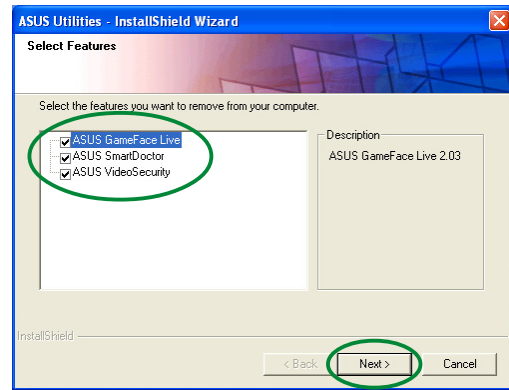 ASUS Utilities - InstallShield Wizard
Select Features
Select the features you want to remove from your computer.
ASUS GameFace Live
ASUS SmartDoctor
ASUS VideoSecurity
Description
ASUS GameFace Live 2.03
InstallShield
< Back
Next >
Cancel